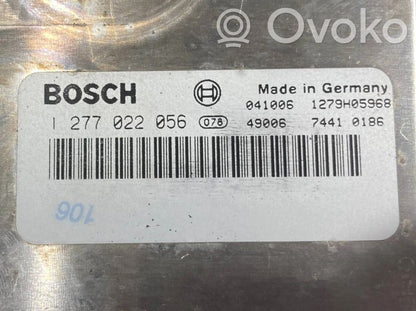 Ovoko
BOSCH
Made in Germany
041006 1279H05968
1 277 022 056 078 49006 7441 0186
106